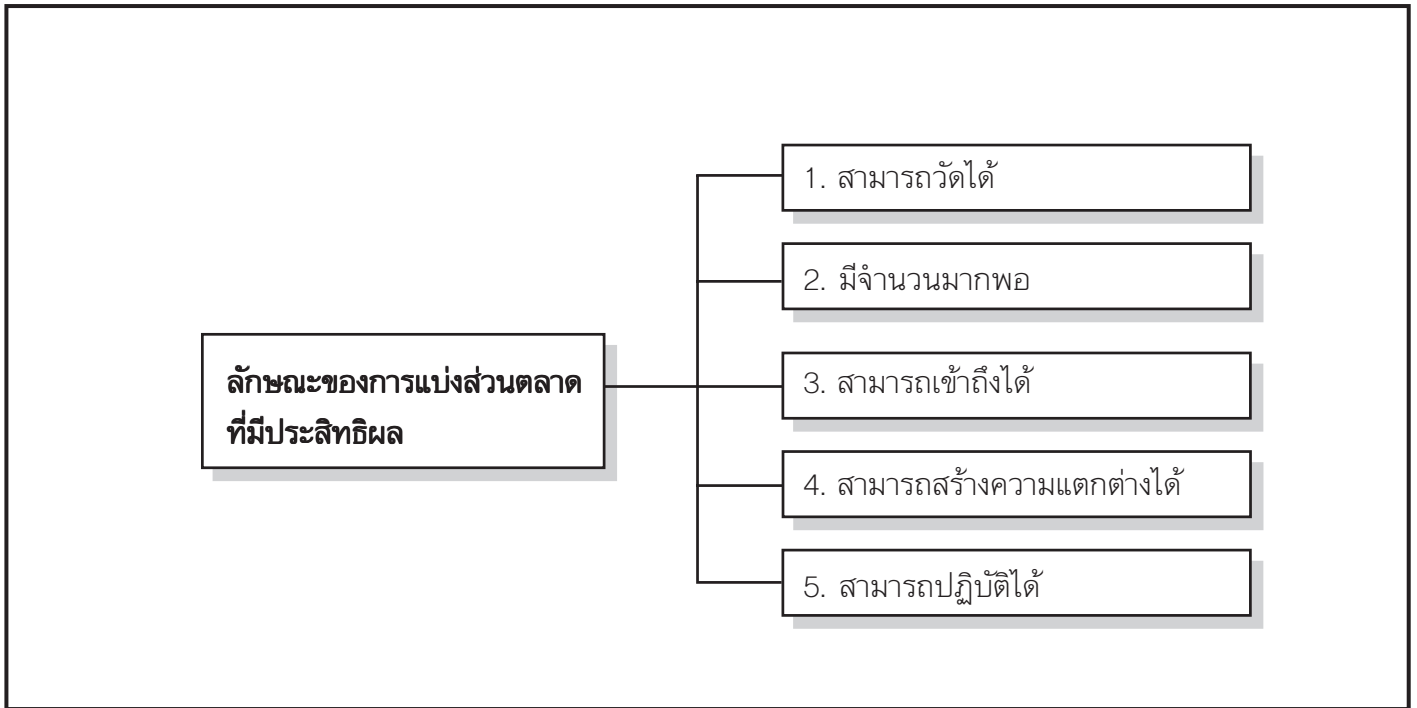 ลักษณะของการแบ่งส่วนตลาด
ที่มีประสิทธิผล
1. สามารถวัดได้
2. มีจำนวนมากพอ
3. สามารถเข้าถึงได้
4. สามารถสร้างความแตกต่างได้
5. สามารถปฏิบัติได้